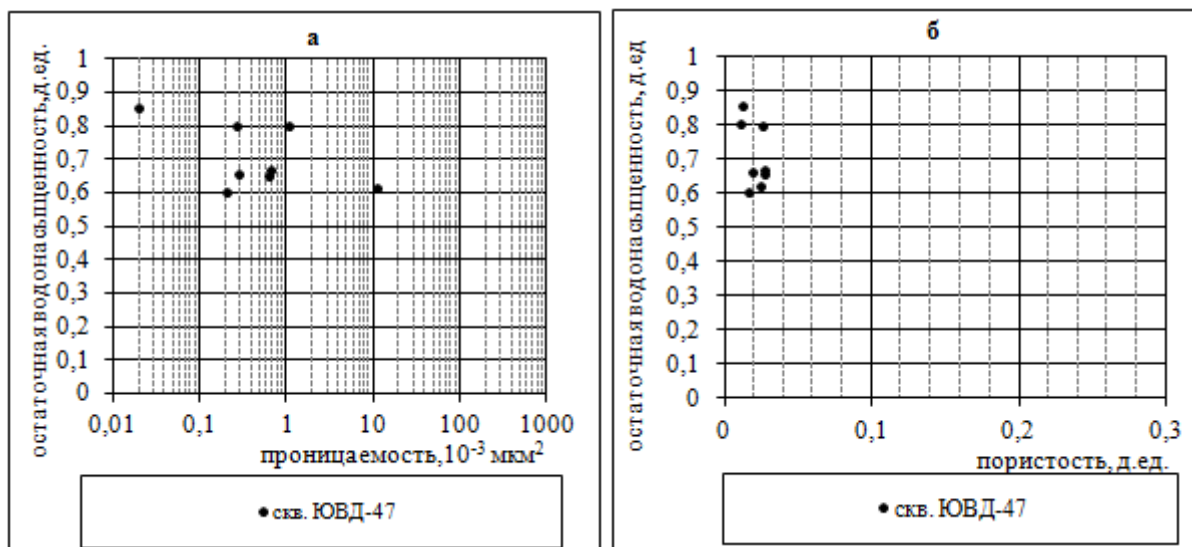 а
остаточная водонасыщенность,д.ед.
1
0,9
0,8
0,7
0,6
0,5
0,4
0,3
0,2
0,1
0
0,01 0,1 1 10 100 1000
проницаемость,10-3 мкм2
● скв. ЮВД-47
б
остаточная водонасыщенность, д.ед
1
0,9
0,8
0,7
0,6
0,5
0,4
0,3
0,2
0,1
0
0 0,1 0,2 0,3
пористость, д.ед.
● скв. ЮВД-47